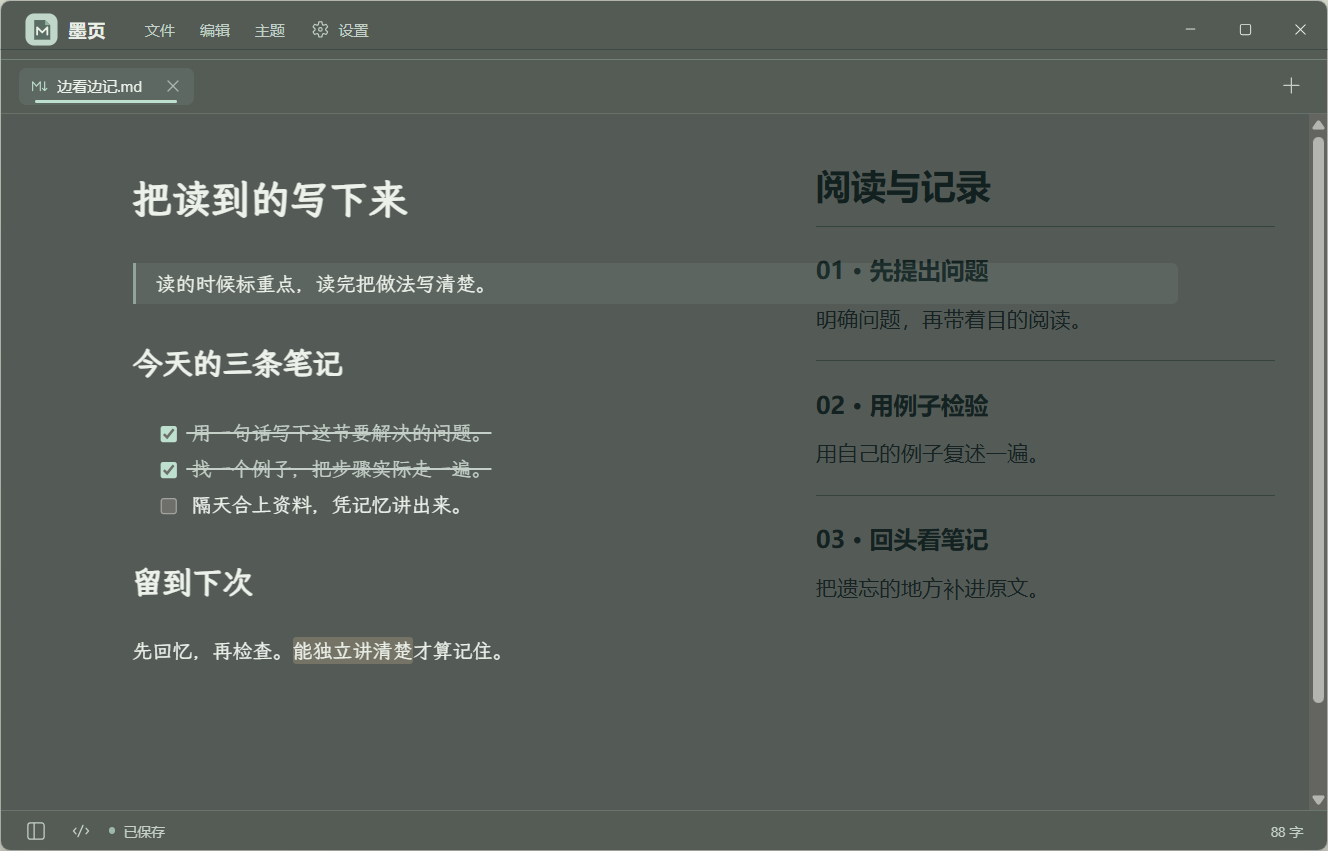 墨页 文件 编辑 主题 设置
M↓ 边看边记.md
把读到的写下来
读的时候标重点，读完把做法写清楚。
今天的三条笔记
用一句话写下这节要解决的问题。
找一个例子，把步骤实际走一遍。
隔天合上资料，凭记忆讲出来。
留到下次
先回忆，再检查。能独立讲清楚才算记住。
阅读与记录
01 · 先提出问题
明确问题，再带着目的阅读。
02 · 用例子检验
用自己的例子复述一遍。
03 · 回头看笔记
把遗忘的地方补进原文。
</> 已保存
88 字